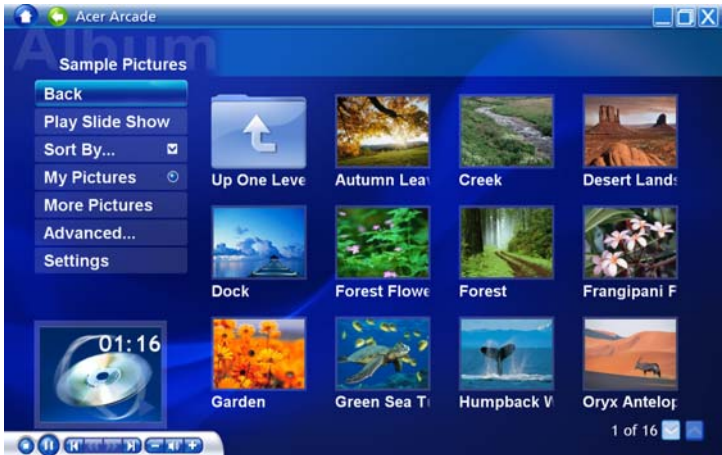 Acer Arcade
Album
Sample Pictures
Back
Play Slide Show
Sort By...
My Pictures
More Pictures
Advanced...
Settings
Up One Leve
Autumn Lea
Creek
Desert Lands
Dock
Forest Flowe
Forest
Frangipani F
Garden
Green Sea T
Humpback W
Oryx Antelop
01:16
1 of 16